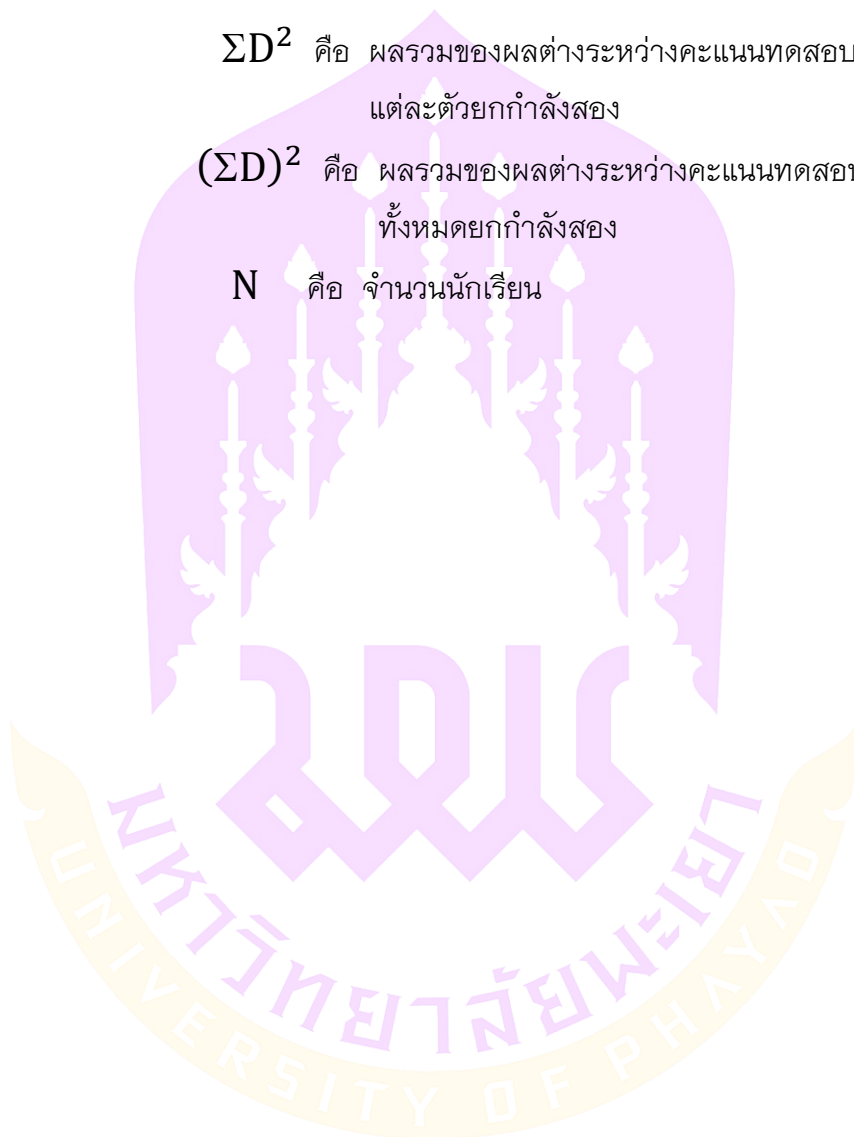 ΣD² คือ ผลรวมของผลต่างระหว่างคะแนนทดสอบ
แต่ละตัวยกกำลังสอง
(ΣD)² คือ ผลรวมของผลต่างระหว่างคะแนนทดสอบ
ทั้งหมดยกกำลังสอง
N คือ จำนวนนักเรียน
มหาวิทยาลัยพะเยา
UNIVERSITY OF PHAYAO